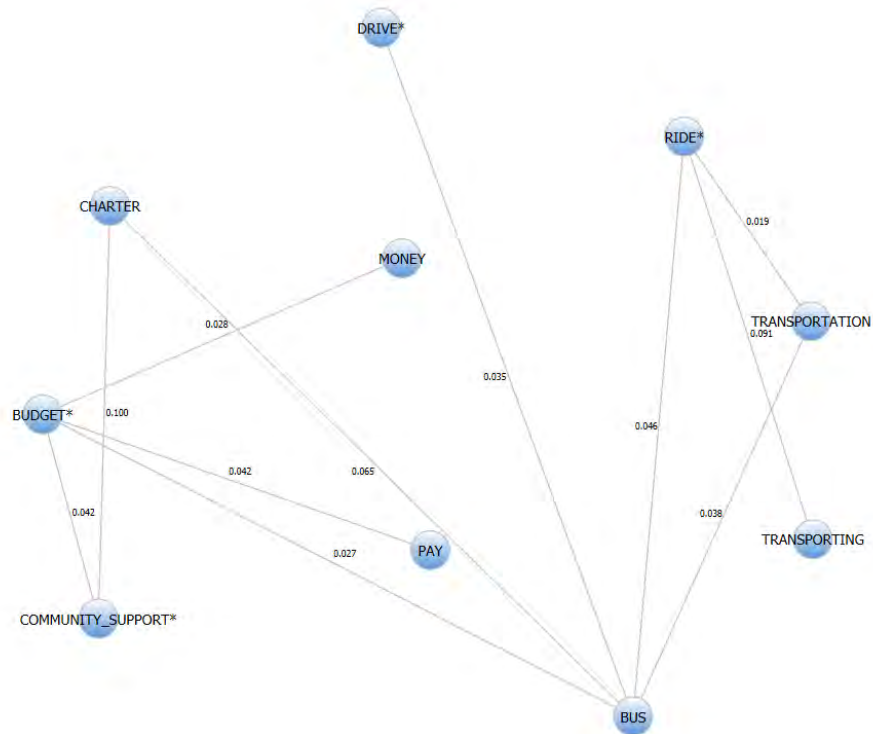 DRIVE*
RIDE*
CHARTER
0.019
MONEY
TRANSPORTATION
0.028
0.091
0.035
BUDGET*
0.100
0.046
0.042
0.065
0.042
0.038
TRANSPORTING
PAY
0.027
COMMUNITY_SUPPORT*
BUS